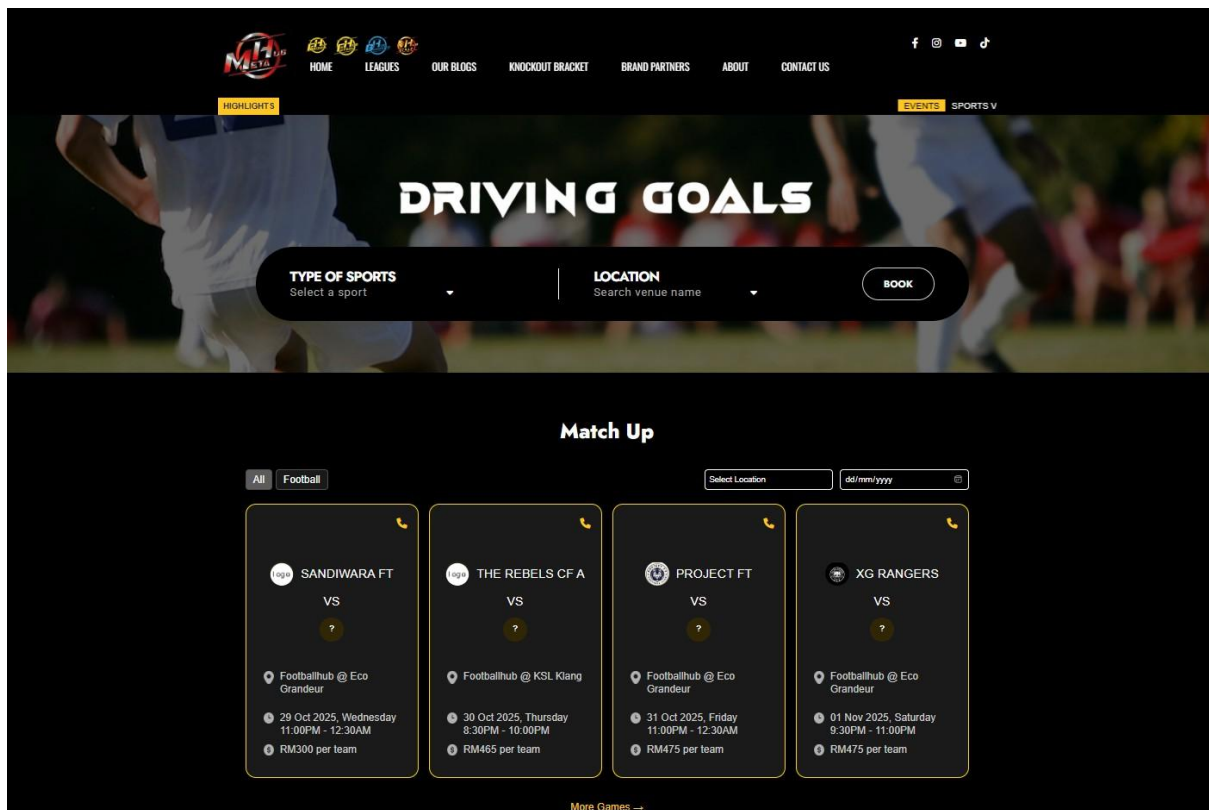 META HUB
HOME LEAGUES OUR BLOGS KNOCKOUT BRACKET BRAND PARTNERS ABOUT CONTACT US
HIGHLIGHTS
EVENTS SPORTS V
DRIVING GOALS
TYPE OF SPORTS
Select a sport
LOCATION
Search venue name
BOOK
Match Up
All
Football
Select Location
dd/mm/yyyy
logo SANDIWARA FT
VS
?
Footballhub @ Eco
Grandeur
29 Oct 2025, Wednesday
11:00PM - 12:30AM
RM300 per team
logo THE REBELS CF A
VS
?
Footballhub @ KSL Klang
30 Oct 2025, Thursday
8:30PM - 10:00PM
RM465 per team
PROJECT FT
VS
?
Footballhub @ Eco
Grandeur
31 Oct 2025, Friday
11:00PM - 12:30AM
RM475 per team
XG RANGERS
VS
?
Footballhub @ Eco
Grandeur
01 Nov 2025, Saturday
9:30PM - 11:00PM
RM475 per team
More Games →